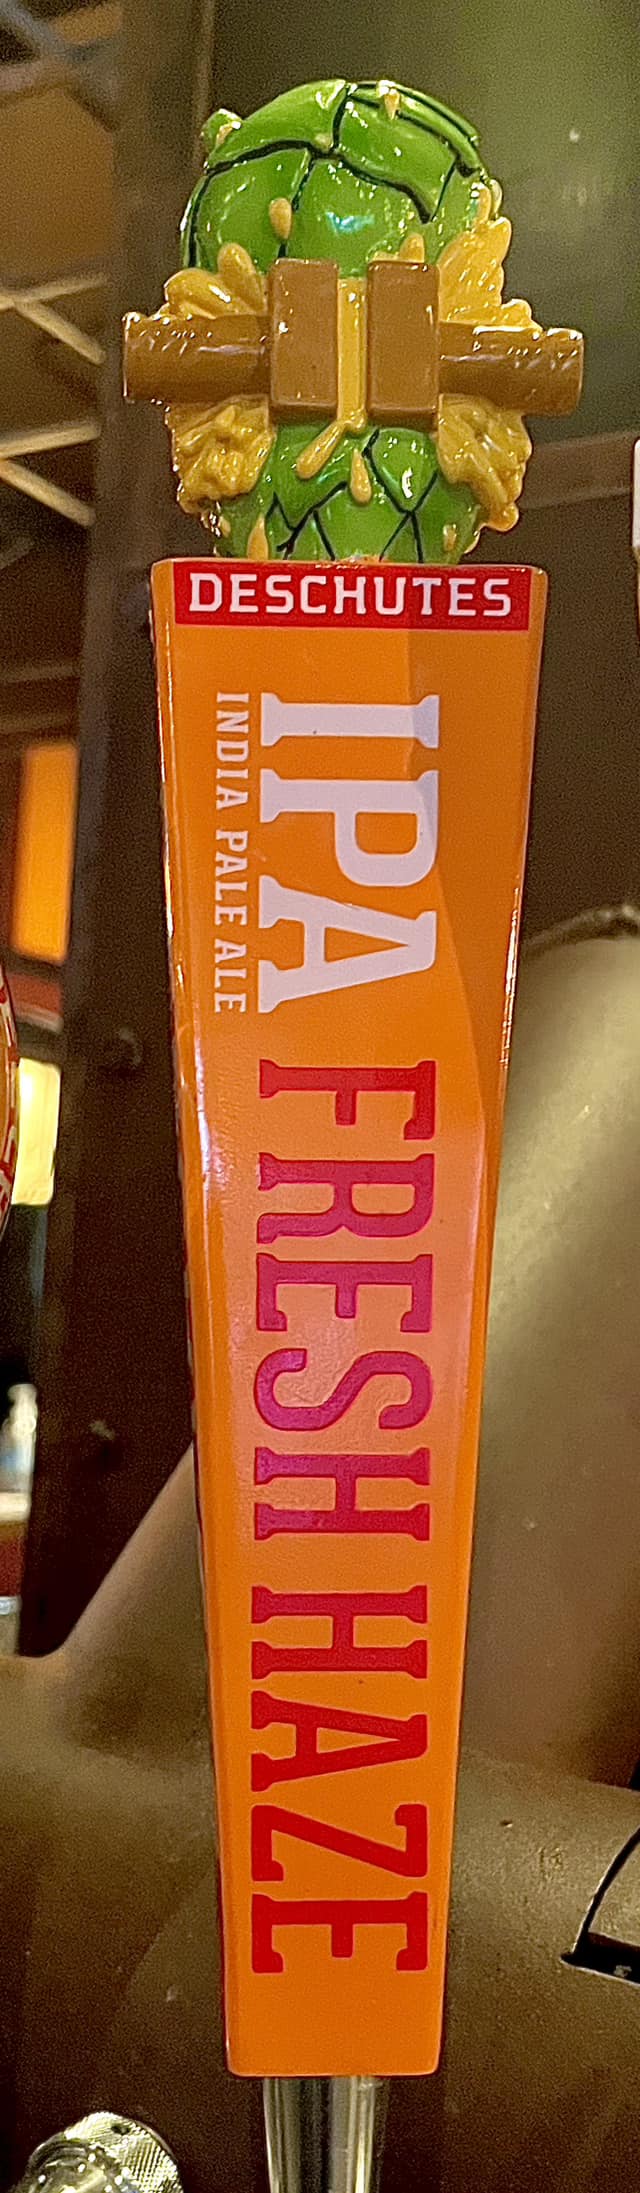 DESCHUTES
IPA
INDIA PALE ALE
FRESH HAZE